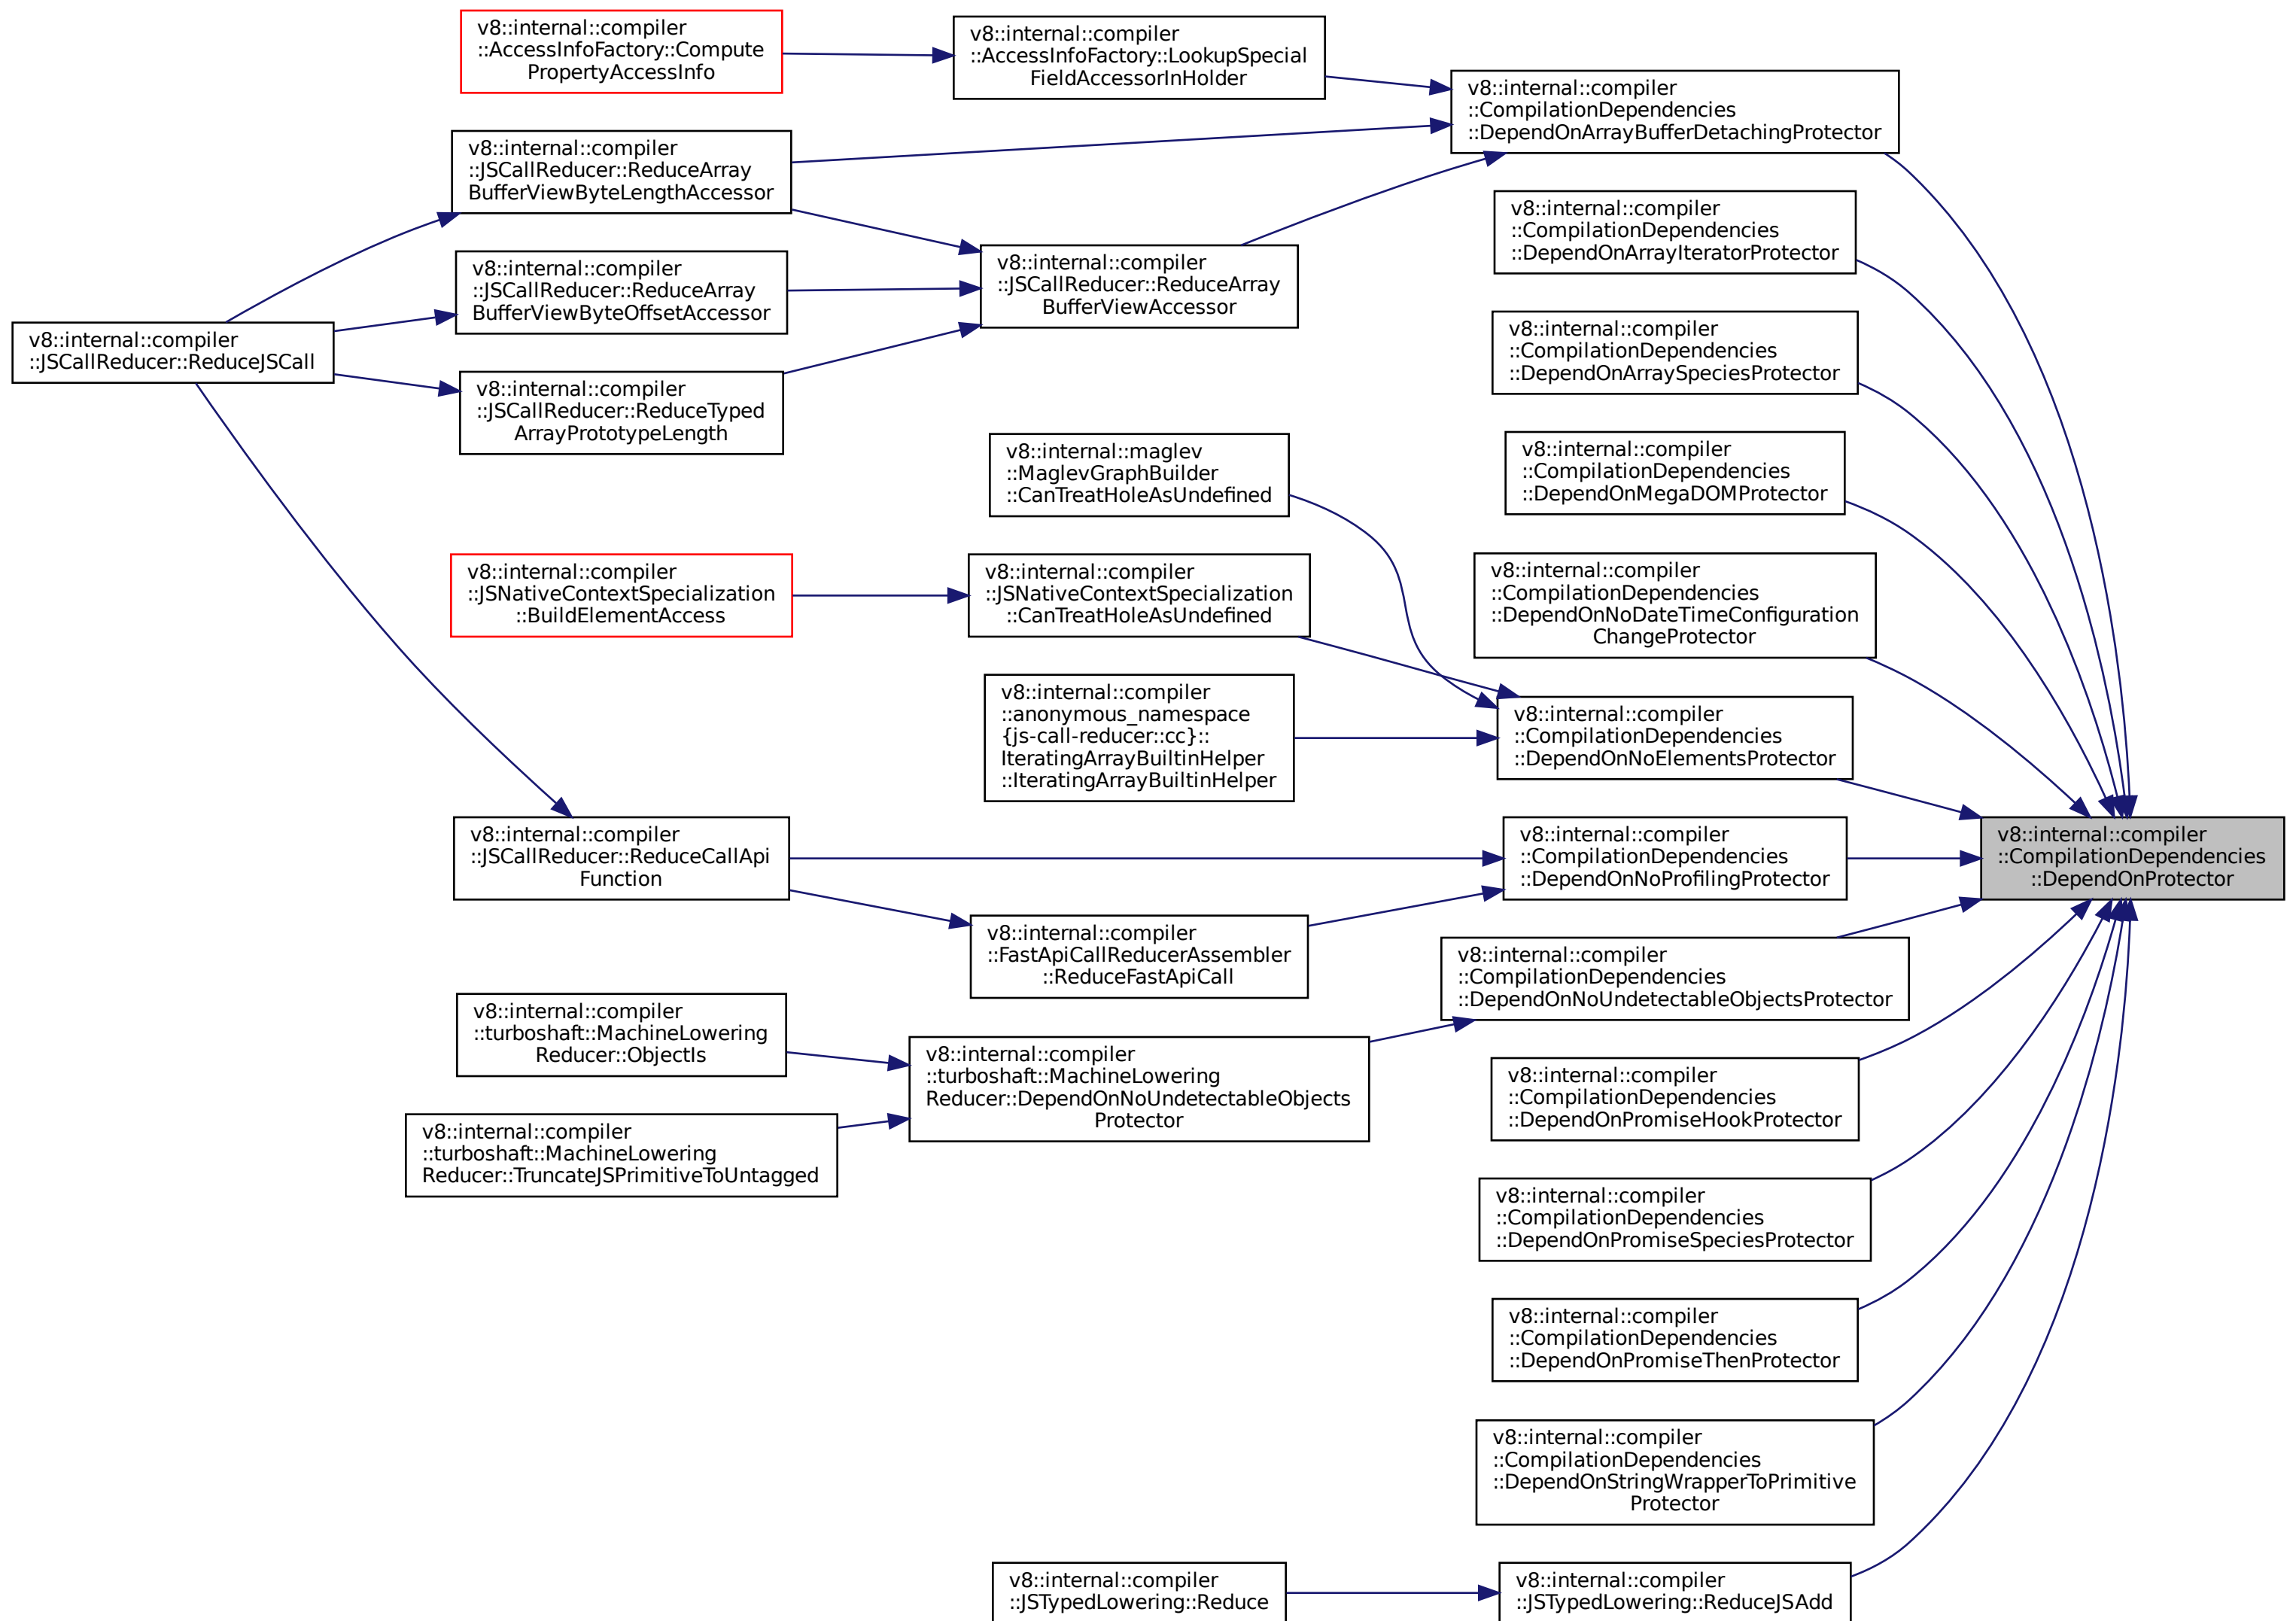 v8::internal::compiler
::AccessInfoFactory::Compute
PropertyAccessInfo
v8::internal::compiler
::AccessInfoFactory::LookupSpecial
FieldAccessorInHolder
v8::internal::compiler
::CompilationDependencies
::DependOnArrayBufferDetachingProtector
v8::internal::compiler
::JSCallReducer::ReduceArray
BufferViewByteLengthAccessor
v8::internal::compiler
::CompilationDependencies
::DependOnArrayIteratorProtector
v8::internal::compiler
::JSCallReducer::ReduceArray
BufferViewByteOffsetAccessor
v8::internal::compiler
::JSCallReducer::ReduceArray
BufferViewAccessor
v8::internal::compiler
::JSCallReducer::ReduceJSCall
v8::internal::compiler
::CompilationDependencies
::DependOnArraySpeciesProtector
v8::internal::compiler
::JSCallReducer::ReduceTyped
ArrayPrototypeLength
v8::internal::maglev
::MaglevGraphBuilder
::CanTreatHoleAsUndefined
v8::internal::compiler
::CompilationDependencies
::DependOnMegaDOMProtector
v8::internal::compiler
::JSNativeContextSpecialization
::BuildElementAccess
v8::internal::compiler
::JSNativeContextSpecialization
::CanTreatHoleAsUndefined
v8::internal::compiler
::CompilationDependencies
::DependOnNoDateTimeConfiguration
ChangeProtector
v8::internal::compiler
::anonymous_namespace
{js-call-reducer::cc}::
IteratingArrayBuiltinHelper
::IteratingArrayBuiltinHelper
v8::internal::compiler
::CompilationDependencies
::DependOnNoElementsProtector
v8::internal::compiler
::JSCallReducer::ReduceCallApi
Function
v8::internal::compiler
::CompilationDependencies
::DependOnNoProfilingProtector
v8::internal::compiler
::CompilationDependencies
::DependOnProtector
v8::internal::compiler
::FastApiCallReducerAssembler
::ReduceFastApiCall
v8::internal::compiler
::CompilationDependencies
::DependOnNoUndetectableObjectsProtector
v8::internal::compiler
::turboshaft::MachineLowering
Reducer::ObjectIs
v8::internal::compiler
::turboshaft::MachineLowering
Reducer::DependOnNoUndetectableObjects
Protector
v8::internal::compiler
::CompilationDependencies
::DependOnPromiseHookProtector
v8::internal::compiler
::turboshaft::MachineLowering
Reducer::TruncateJSPrimitiveToUntagged
v8::internal::compiler
::CompilationDependencies
::DependOnPromiseSpeciesProtector
v8::internal::compiler
::CompilationDependencies
::DependOnPromiseThenProtector
v8::internal::compiler
::CompilationDependencies
::DependOnStringWrapperToPrimitive
Protector
v8::internal::compiler
::JSTypedLowering::Reduce
v8::internal::compiler
::JSTypedLowering::ReduceJSAdd